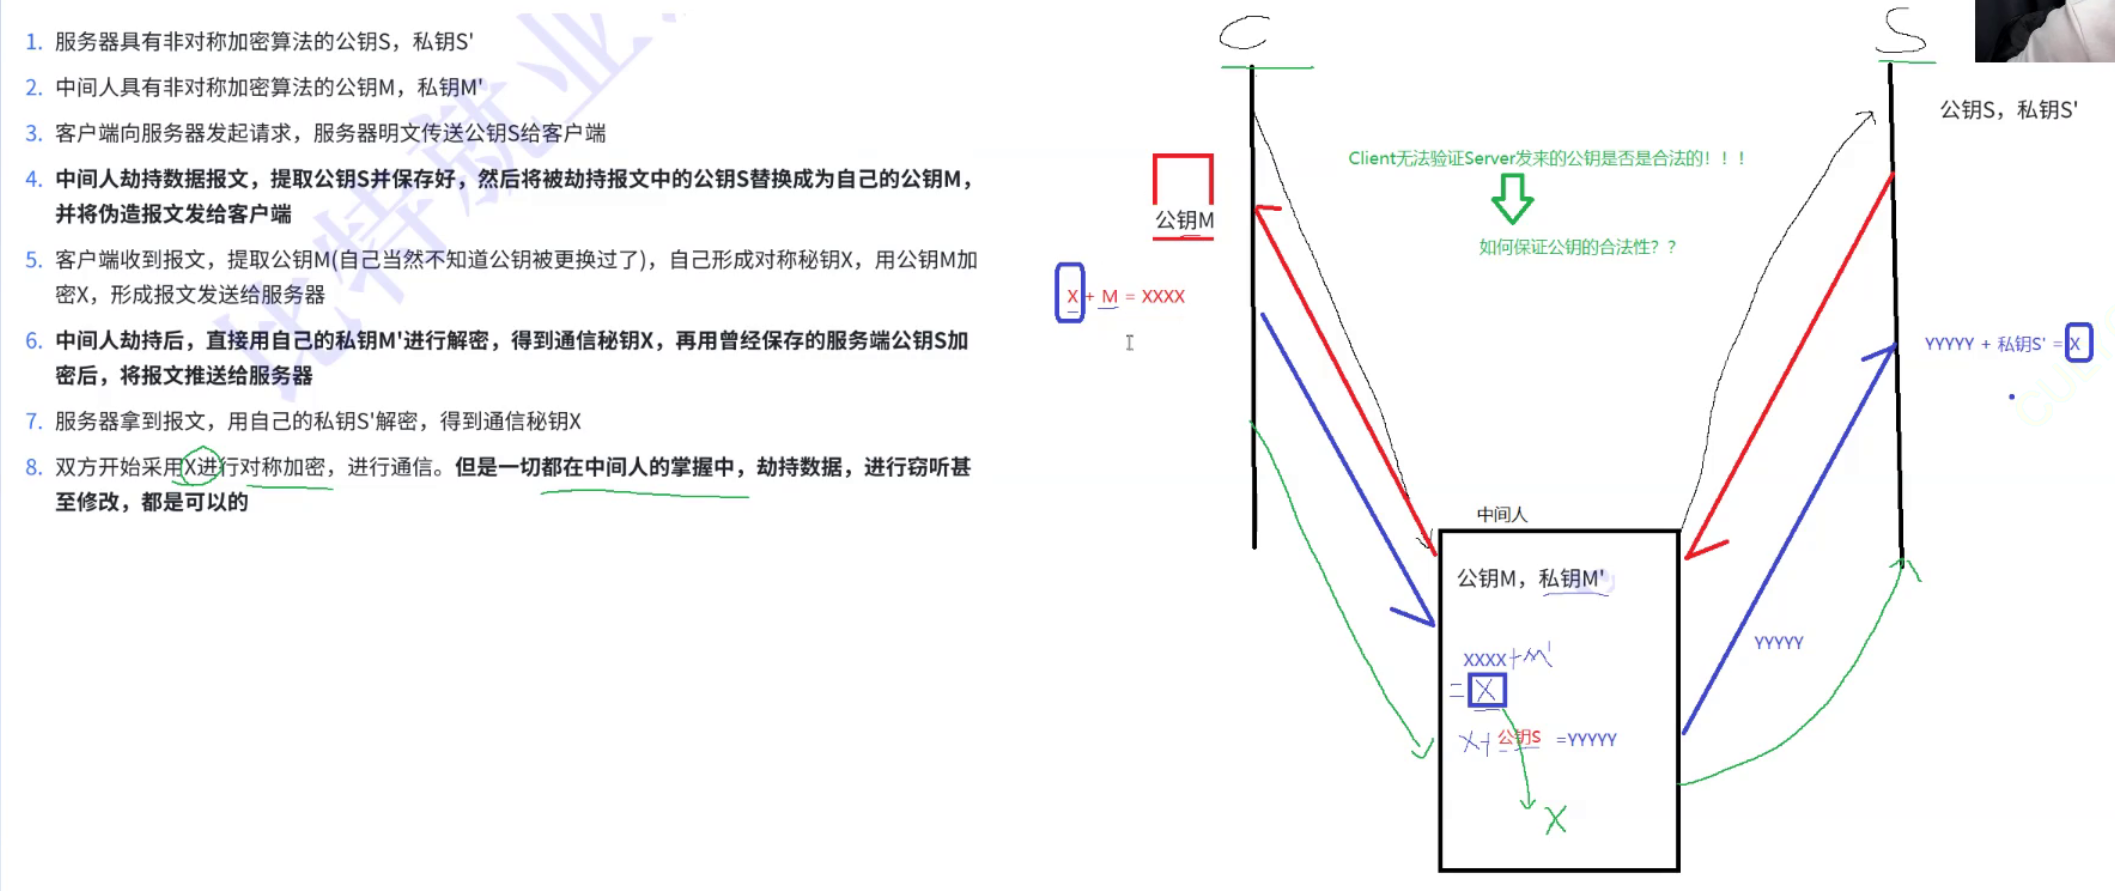 1. 服务器具有非对称加密算法的公钥S，私钥S'
2. 中间人具有非对称加密算法的公钥M，私钥M'
3. 客户端向服务器发起请求，服务器明文传送公钥S给客户端
4. 中间人劫持数据报文，提取公钥S并保存好，然后将被劫持报文中的公钥S替换成为自己的公钥M，
并将伪造报文发给客户端
5. 客户端收到报文，提取公钥M(自己当然不知道公钥被更换过了)，自己形成对称秘钥X，用公钥M加
密X，形成报文发送给服务器
6. 中间人劫持后，直接用自己的私钥M'进行解密，得到通信秘钥X，再用曾经保存的服务端公钥S加
密后，将报文推送给服务器
7. 服务器拿到报文，用自己的私钥S'解密，得到通信秘钥X
8. 双方开始采用X进行对称加密，进行通信。但是一切都在中间人的掌握中，劫持数据，进行窃听甚
至修改，都是可以的
比特就业
C
S
公钥S，私钥S'
Client无法验证Server发来的公钥是否是合法的！！！
如何保证公钥的合法性？？
公钥M
X + M = XXXX
YYYYY + 私钥S' = X
中间人
公钥M，私钥M'
XXXX+M'
=X
X+公钥S =YYYYY
X
YYYYY